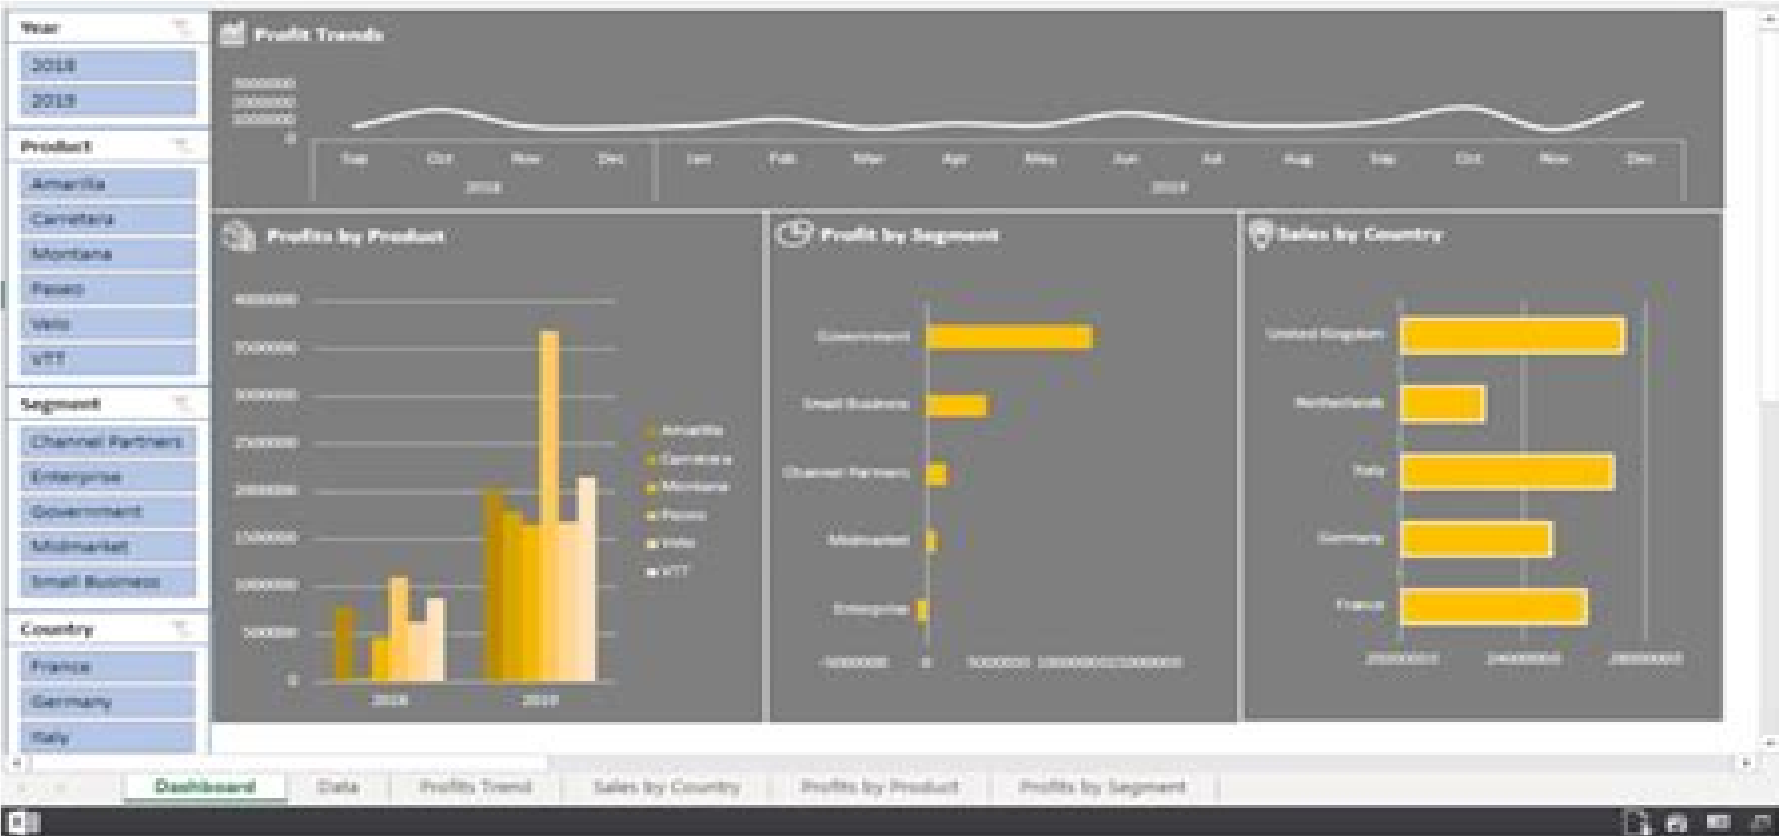 Year
2018
2019
Product
Amarilla
Carretera
Montana
Paseo
Velo
VTT
Segment
Channel Partners
Enterprise
Government
Midmarket
Small Business
Country
France
Germany
Italy
Profit Trends
0
Sep Oct Nov Dec Jan Feb Mar Apr May Jun Jul Aug Sep Oct Nov Dec
2018 2019
Profits by Product
4000000
3500000
3000000
2500000
2000000
1500000
1000000
500000
0
2018 2019
Amarilla
Carretera
Montana
Paseo
Velo
VTT
Profit by Segment
Government
Small Business
Channel Partners
Midmarket
Enterprise
-5000000 0 5000000 10000000 15000000
Sales by Country
United Kingdom
Netherlands
Italy
Germany
France
Dashboard Data Profits Trend Sales by Country Profits by Product Profits by Segment